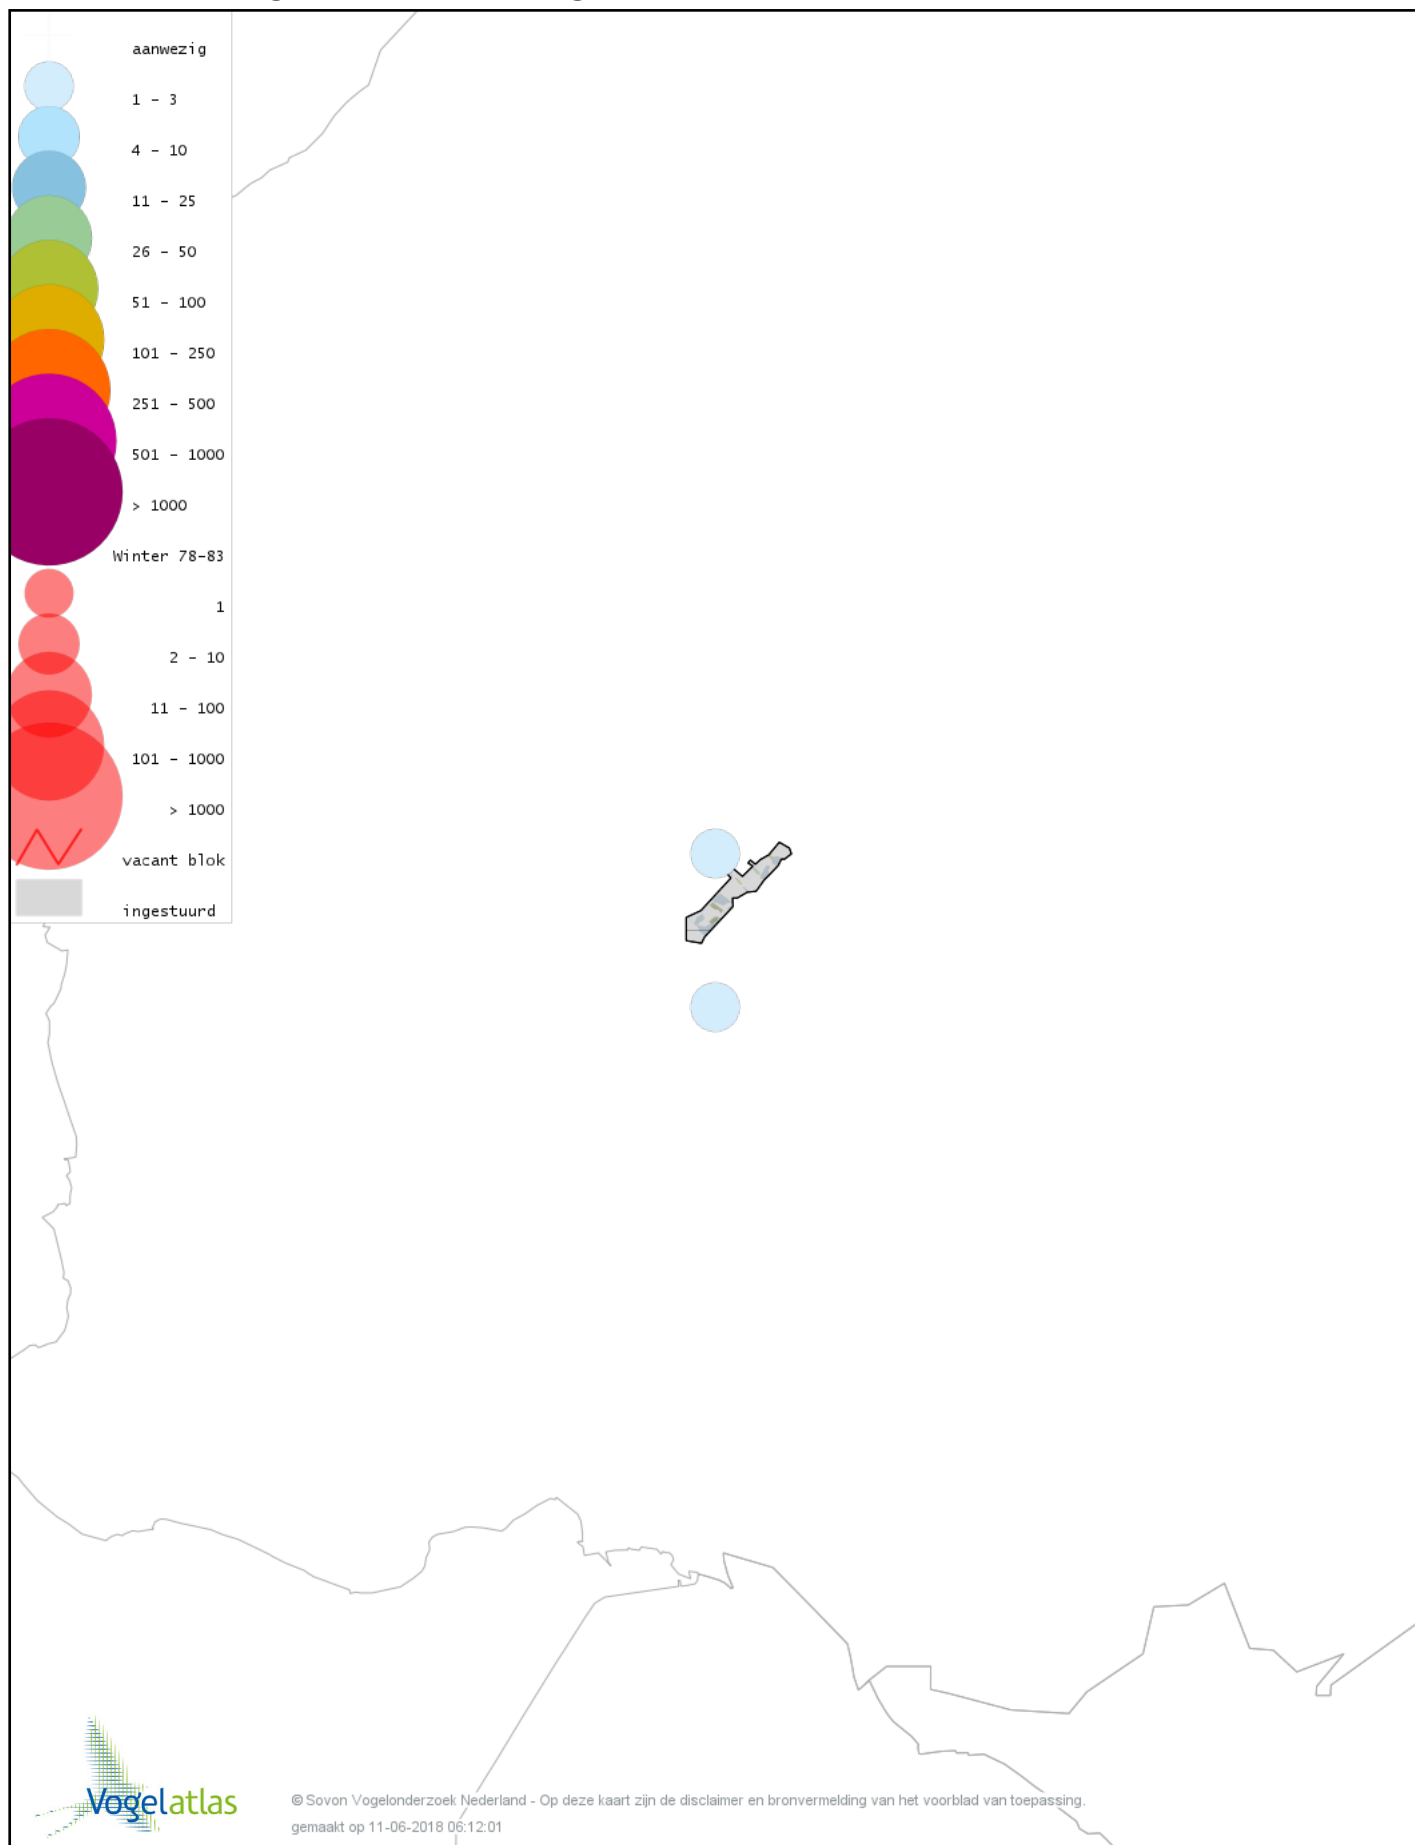 aanwezig
1 - 3
4 - 10
11 - 25
26 - 50
51 - 100
101 - 250
251 - 500
501 - 1000
> 1000
Winter 78-83
1
2 - 10
11 - 100
101 - 1000
> 1000
vacant blok
ingestuurd
Vogelatlas
© Sovon Vogelonderzoek Nederland - Op deze kaart zijn de disclaimer en bronvermelding van het voorblad van toepassing.
gemaakt op 11-06-2018 06:12:01